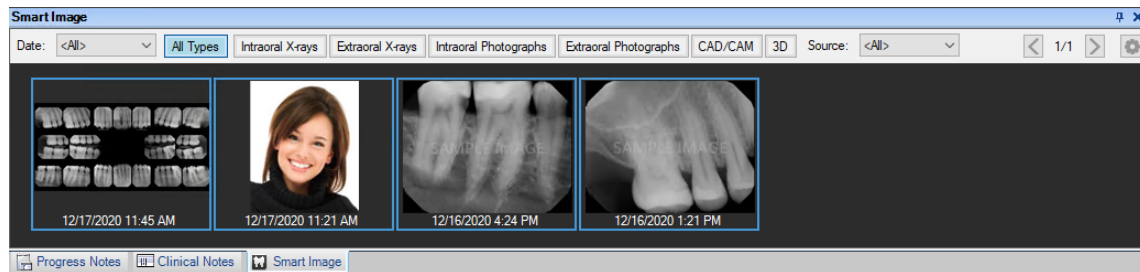 Smart Image
Date: <All> All Types Intraoral X-rays Extraoral X-rays Intraoral Photographs Extraoral Photographs CAD/CAM 3D Source: <All> 1/1
SAMPLE IMAGE SAMPLE IMAGE
12/17/2020 11:45 AM 12/17/2020 11:21 AM 12/16/2020 4:24 PM 12/16/2020 1:21 PM
Progress Notes Clinical Notes Smart Image